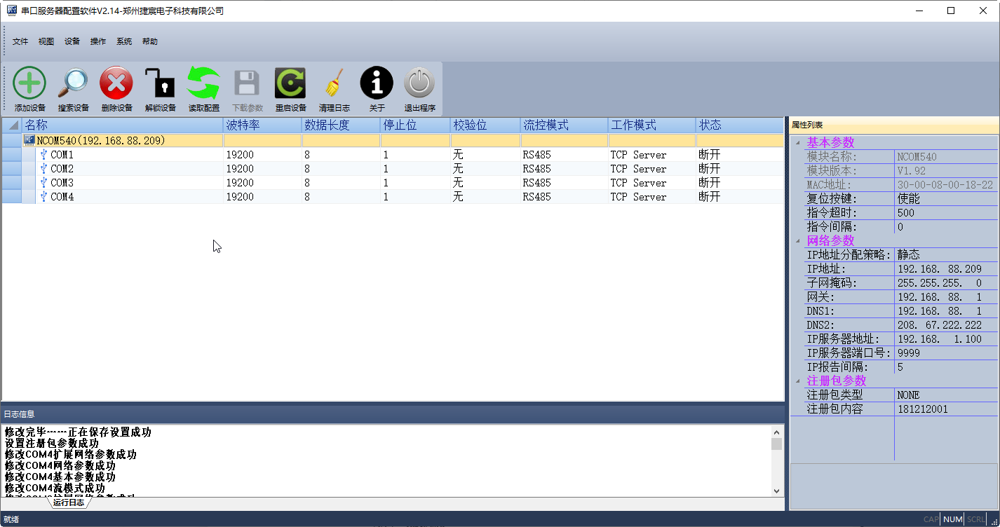 串口服务器配置软件V2.14-郑州捷宸电子科技有限公司
文件 视图 设备 操作 系统 帮助
添加设备 搜索设备 删除设备 解锁设备 读取配置 下载参数 重启设备 清理日志 关于 退出程序
名称 波特率 数据长度 停止位 校验位 流控模式 工作模式 状态
NCOM540(192.168.88.209)
COM1 19200 8 1 无 RS485 TCP Server 断开
COM2 19200 8 1 无 RS485 TCP Server 断开
COM3 19200 8 1 无 RS485 TCP Server 断开
COM4 19200 8 1 无 RS485 TCP Server 断开
属性列表
基本参数
模块名称: NCOM540
模块版本: V1.92
MAC地址: 30-00-08-00-18-22
复位按键: 使能
指令超时: 500
指令间隔: 0
网络参数
IP地址分配策略: 静态
IP地址: 192.168. 88.209
子网掩码: 255.255.255. 0
网关: 192.168. 88. 1
DNS1: 192.168. 88. 1
DNS2: 208. 67.222.222
IP服务器地址: 192.168. 1.100
IP服务器端口号: 9999
IP报告间隔: 5
注册包参数
注册包类型 NONE
注册包内容 181212001
日志信息
修改完毕……正在保存设置成功
设置注册包参数成功
修改COM4扩展网络参数成功
修改COM4网络参数成功
修改COM4基本参数成功
修改COM4流模式成功
运行日志
就绪 CAP NUM SCRL